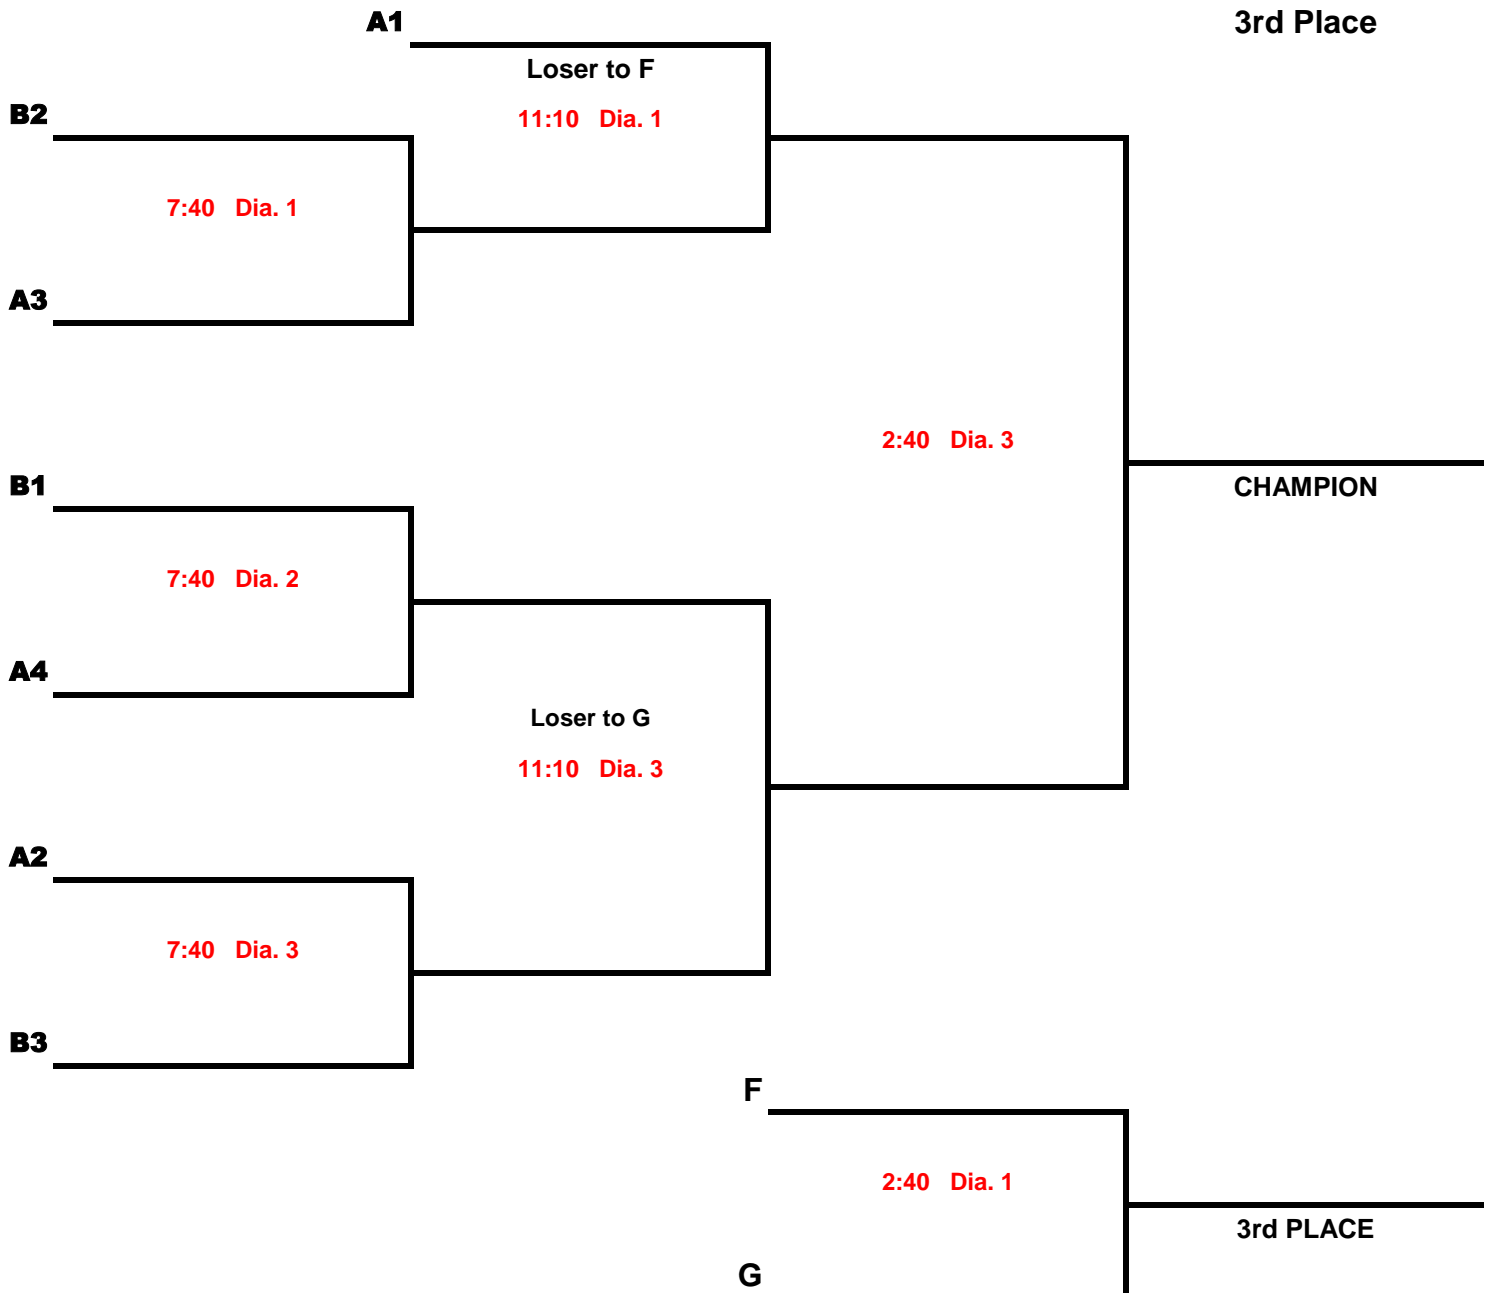 A1
3rd Place
Loser to F
B2
11:10 Dia. 1
7:40 Dia. 1
A3
2:40 Dia. 3
B1
CHAMPION
7:40 Dia. 2
A4
Loser to G
11:10 Dia. 3
A2
7:40 Dia. 3
B3
F
2:40 Dia. 1
3rd PLACE
G